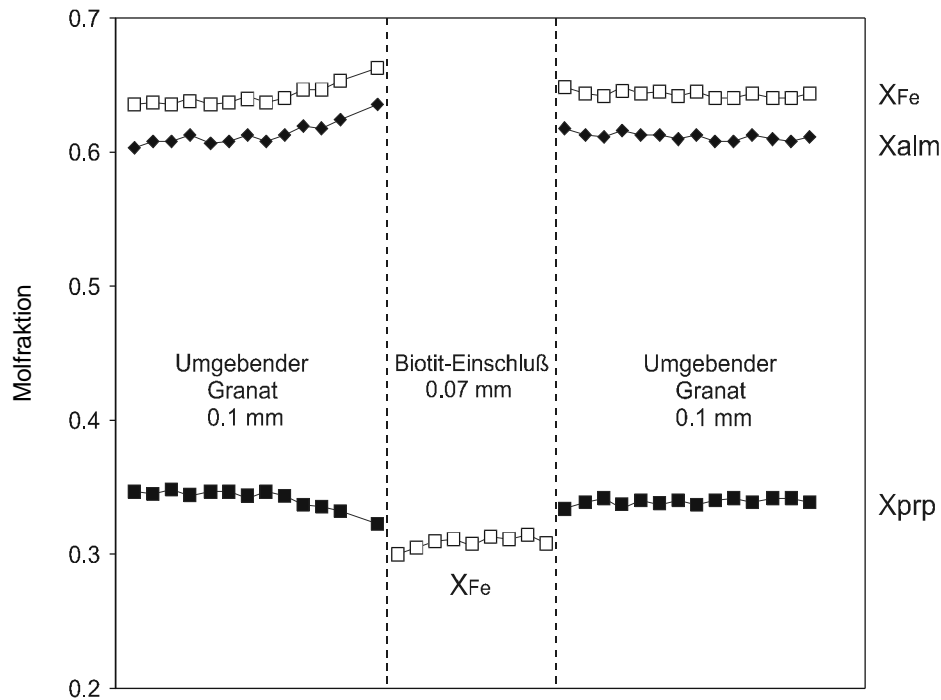 0.7
0.6
0.5
0.4
0.3
0.2
Molfraktion
Umgebender
Granat
0.1 mm
Biotit-Einschluß
0.07 mm
Umgebender
Granat
0.1 mm
XFe
Xalm
Xprp
XFe